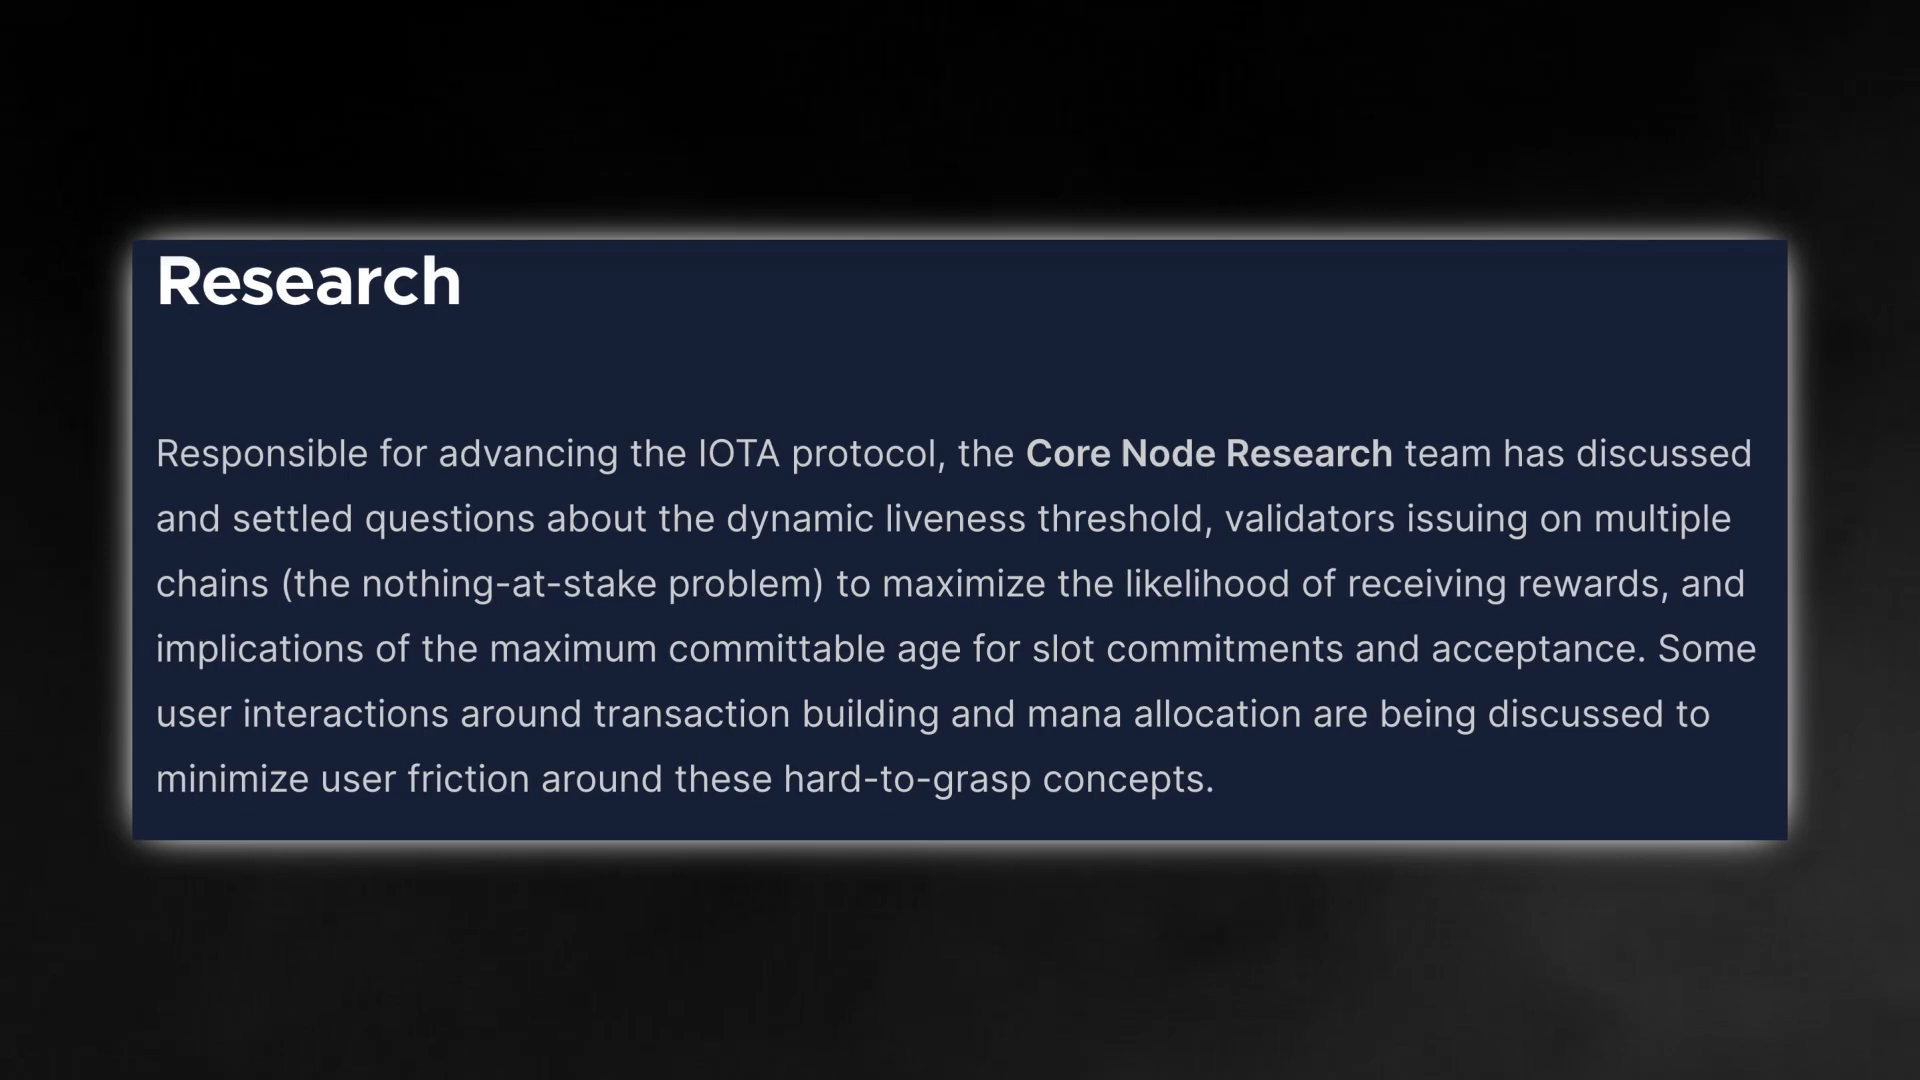 Research
Responsible for advancing the IOTA protocol, the Core Node Research team has discussed
and settled questions about the dynamic liveness threshold, validators issuing on multiple
chains (the nothing-at-stake problem) to maximize the likelihood of receiving rewards, and
implications of the maximum committable age for slot commitments and acceptance. Some
user interactions around transaction building and mana allocation are being discussed to
minimize user friction around these hard-to-grasp concepts.